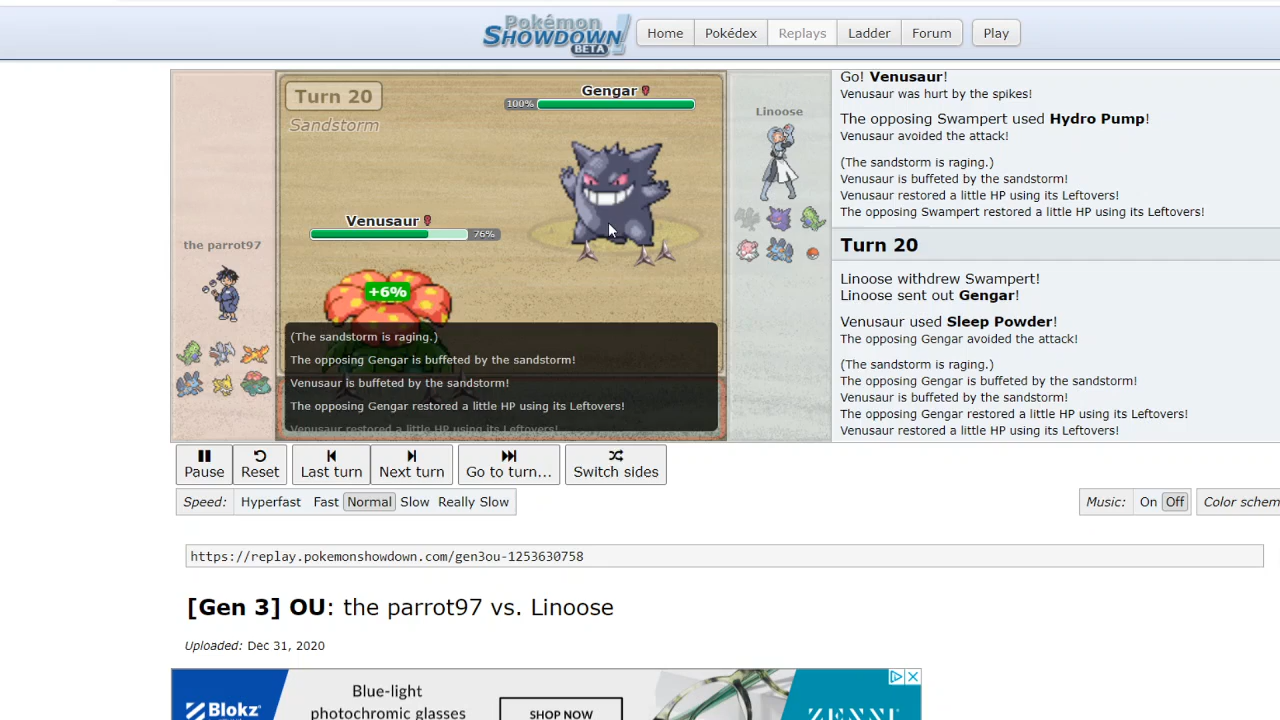 Pokémon
SHOWDOWN!
BETA
Home
Pokédex
Replays
Ladder
Forum
Play
Turn 20
Sandstorm
Gengar
100%
Venusaur
76%
+6%
(The sandstorm is raging.)
The opposing Gengar is buffeted by the sandstorm!
Venusaur is buffeted by the sandstorm!
The opposing Gengar restored a little HP using its Leftovers!
Venusaur restored a little HP using its Leftovers!
the parrot97
Linoose
Go! Venusaur!
Venusaur was hurt by the spikes!
The opposing Swampert used Hydro Pump!
Venusaur avoided the attack!
(The sandstorm is raging.)
Venusaur is buffeted by the sandstorm!
Venusaur restored a little HP using its Leftovers!
The opposing Swampert restored a little HP using its Leftovers!
Turn 20
Linoose withdrew Swampert!
Linoose sent out Gengar!
Venusaur used Sleep Powder!
The opposing Gengar avoided the attack!
(The sandstorm is raging.)
The opposing Gengar is buffeted by the sandstorm!
Venusaur is buffeted by the sandstorm!
The opposing Gengar restored a little HP using its Leftovers!
Venusaur restored a little HP using its Leftovers!
Pause
Reset
Last turn
Next turn
Go to turn...
Switch sides
Speed: Hyperfast Fast Normal Slow Really Slow
Music: On Off
Color schem
https://replay.pokemonshowdown.com/gen3ou-1253630758
[Gen 3] OU: the parrot97 vs. Linoose
Uploaded: Dec 31, 2020
Blokz
Blue-light
photochromic glasses
SHOP NOW
ZENNI